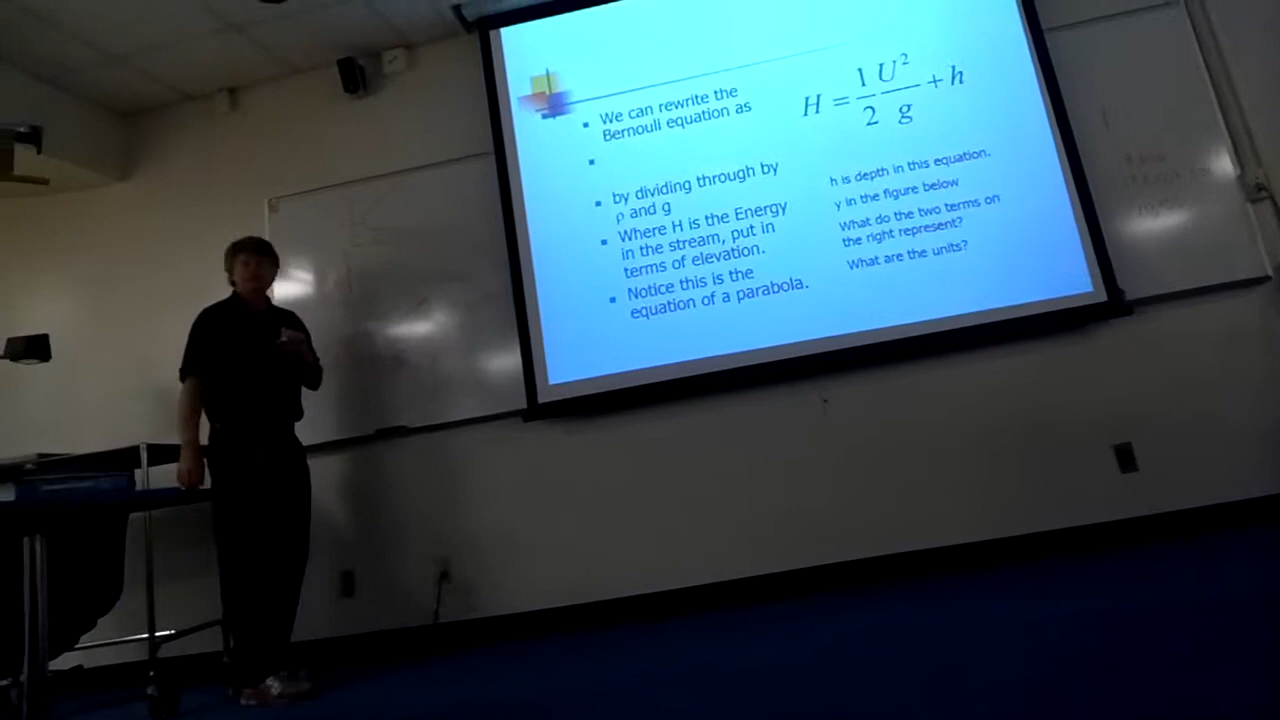 We can rewrite the
Bernouli equation as
by dividing through by
ρ and g
Where H is the Energy
in the stream, put in
terms of elevation.
Notice this is the
equation of a parabola.
H = 1/2 U²/g + h
h is depth in this equation.
y in the figure below
What do the two terms on
the right represent?
What are the units?